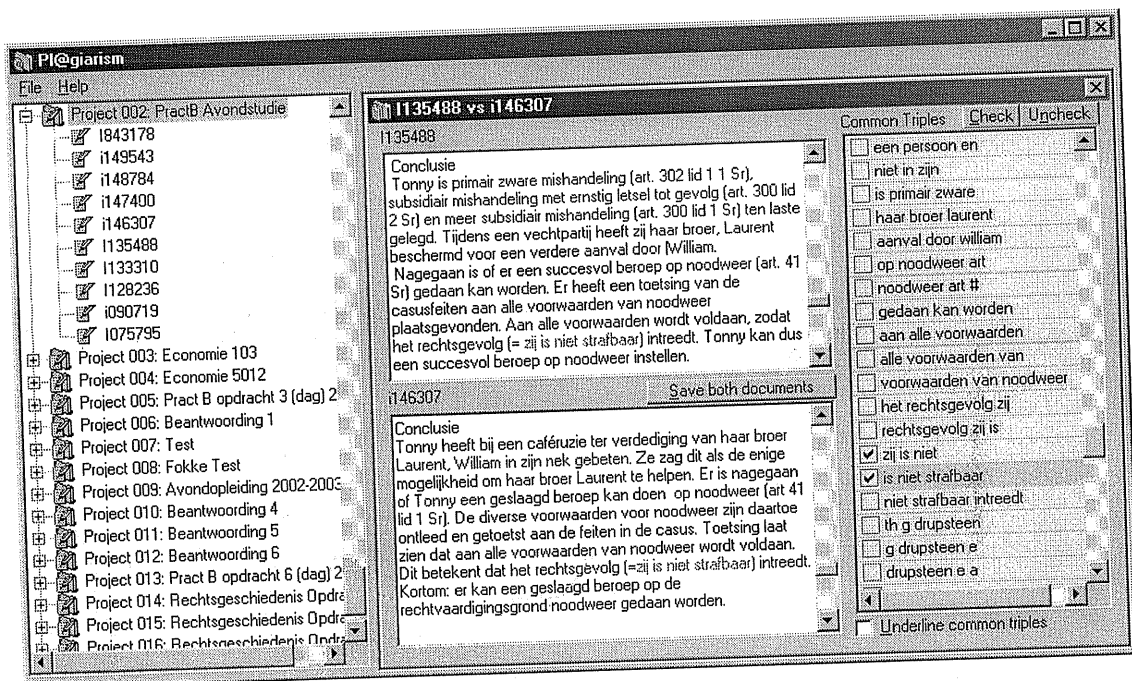 Pl@giarism
File Help
Project 002: PractB Avondstudie
I843178
i149543
i148784
i147400
i146307
I135488
I133310
I128236
i090719
I075795
Project 003: Economie 103
Project 004: Economie 5012
Project 005: Pract B opdracht 3 (dag) 2
Project 006: Beantwoording 1
Project 007: Test
Project 008: Fokke Test
Project 009: Avondopleiding 2002-2003
Project 010: Beantwoording 4
Project 011: Beantwoording 5
Project 012: Beantwoording 6
Project 013: Pract B opdracht 6 (dag) 2
Project 014: Rechtsgeschiedenis Opdra
Project 015: Rechtsgeschiedenis Opdra
Project 016: Rechtsgeschiedenis Opdra
I135488 vs i146307
I135488
Conclusie
Tonny is primair zware mishandeling (art. 302 lid 1 1 Sr),
subsidiair mishandeling met ernstig letsel tot gevolg (art. 300 lid
2 Sr) en meer subsidiair mishandeling (art. 300 lid 1 Sr) ten laste
gelegd. Tijdens een vechtpartij heeft zij haar broer, Laurent
beschermd voor een verdere aanval door William.
Nagegaan is of er een succesvol beroep op noodweer (art. 41
Sr) gedaan kan worden. Er heeft een toetsing van de
casusfeiten aan alle voorwaarden van noodweer
plaatsgevonden. Aan alle voorwaarden wordt voldaan, zodat
het rechtsgevolg (= zij is niet strafbaar) intreedt. Tonny kan dus
een succesvol beroep op noodweer instellen.
i146307
Save both documents
Conclusie
Tonny heeft bij een caféruzie ter verdediging van haar broer
Laurent, William in zijn nek gebeten. Ze zag dit als de enige
mogelijkheid om haar broer Laurent te helpen. Er is nagegaan
of Tonny een geslaagd beroep kan doen op noodweer (art 41
lid 1 Sr). De diverse voorwaarden voor noodweer zijn daartoe
ontleed en getoetst aan de feiten in de casus. Toetsing laat
zien dat aan alle voorwaarden van noodweer wordt voldaan.
Dit betekent dat het rechtsgevolg (=zij is niet strafbaar) intreedt.
Kortom: er kan een geslaagd beroep op de
rechtvaardigingsgrond noodweer gedaan worden.
Common Triples Check Uncheck
een persoon en
niet in zijn
is primair zware
haar broer laurent
aanval door william
op noodweer art
noodweer art #
gedaan kan worden
aan alle voorwaarden
alle voorwaarden van
voorwaarden van noodweer
het rechtsgevolg zij
rechtsgevolg zij is
zij is niet
is niet strafbaar
niet strafbaar intreedt
th g drupsteen
g drupsteen e
drupsteen e a
Underline common triples